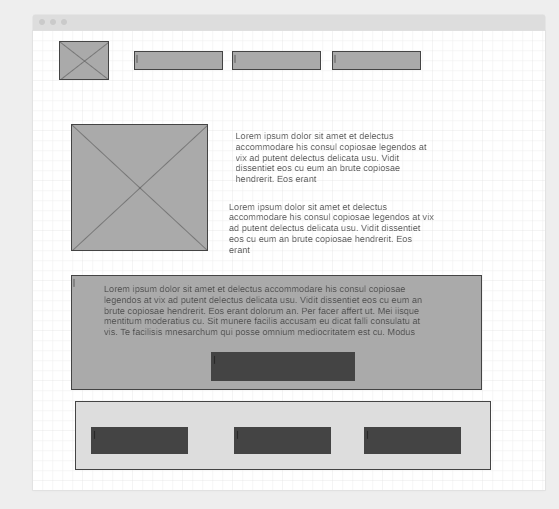 Lorem ipsum dolor sit amet et delectus
accommodare his consul copiosae legendos at
vix ad putent delectus delicata usu. Vidit
dissentiet eos cu eum an brute copiosae
hendrerit. Eos erant
Lorem ipsum dolor sit amet et delectus
accommodare his consul copiosae legendos at vix
ad putent delectus delicata usu. Vidit dissentiet
eos cu eum an brute copiosae hendrerit. Eos
erant
Lorem ipsum dolor sit amet et delectus accommodare his consul copiosae
legendos at vix ad putent delectus delicata usu. Vidit dissentiet eos cu eum an
brute copiosae hendrerit. Eos erant dolorum an. Per facer affert ut. Mei iisque
mentitum moderatius cu. Sit munere facilis accusam eu dicat falli consulatu at
vis. Te facilisis mnesarchum qui posse omnium mediocritatem est cu. Modus